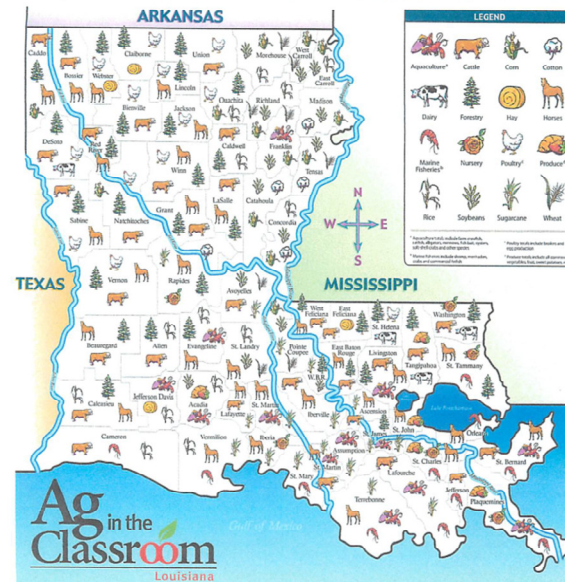 ARKANSAS
LEGEND
Caddo
Bossier
Webster
Claiborne
Union
Morehouse
West
Carroll
East
Carroll
Lincoln
Ouachita
Richland
Madison
Bienville
Jackson
DeSoto
Red
River
Caldwell
Franklin
Winn
Tensas
Sabine
Natchitoches
Grant
LaSalle
Catahoula
Concordia
Aquaculture
Cattle
Corn
Cotton
Dairy
Forestry
Hay
Horses
Marine
Fisheries
Nursery
Poultry
Produce
Rice
Soybeans
Sugarcane
Wheat
N
W
E
S
TEXAS
MISSISSIPPI
Vernon
Rapides
Avoyelles
West
Feliciana
East
Feliciana
St. Helena
Washington
Beauregard
Allen
Evangeline
St. Landry
Pointe
Coupee
East Baton
Rouge
Livingston
Tangipahoa
St. Tammany
W.B.R.
Calcasieu
Jefferson Davis
Acadia
Lafayette
St. Martin
Iberville
Ascension
St. James
St. John
Orleans
Cameron
Vermilion
Iberia
Assumption
St. Charles
St. Bernard
St. Martin
St. Mary
Lafourche
Jefferson
Plaquemine
Terrebonne
Gulf of Mexico
Ag in the
Classroom
Louisiana